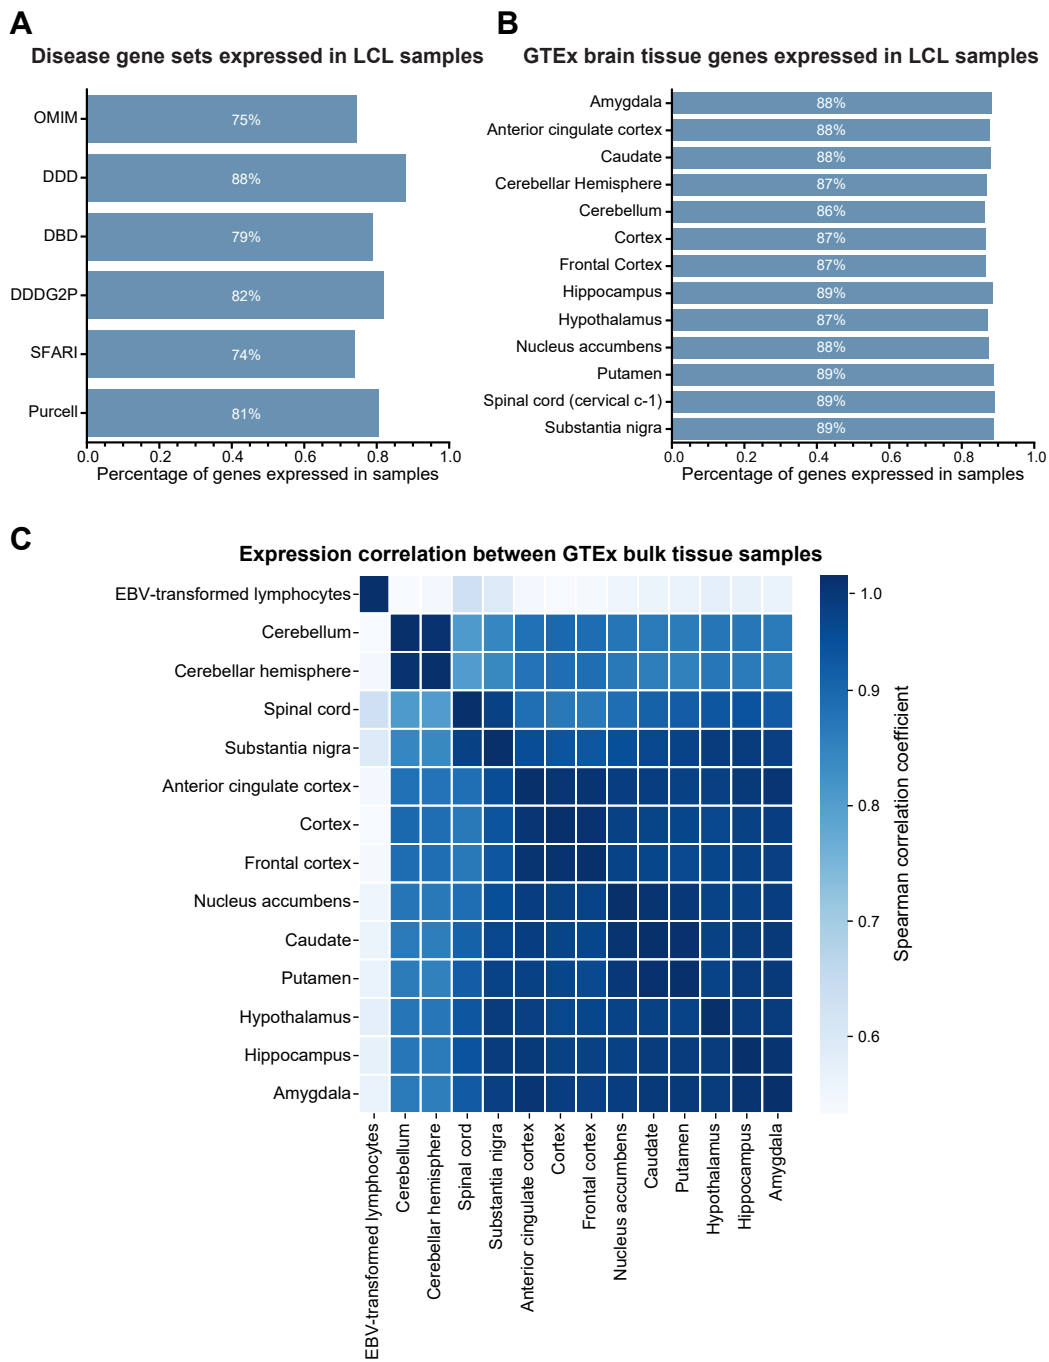 A
Disease gene sets expressed in LCL samples
OMIM
75%
DDD
88%
DBD
79%
DDDG2P
82%
SFARI
74%
Purcell
81%
0.0 0.2 0.4 0.6 0.8 1.0
Percentage of genes expressed in samples
B
GTEx brain tissue genes expressed in LCL samples
Amygdala
88%
Anterior cingulate cortex
88%
Caudate
88%
Cerebellar Hemisphere
87%
Cerebellum
86%
Cortex
87%
Frontal Cortex
87%
Hippocampus
89%
Hypothalamus
87%
Nucleus accumbens
88%
Putamen
89%
Spinal cord (cervical c-1)
89%
Substantia nigra
89%
0.0 0.2 0.4 0.6 0.8 1.0
Percentage of genes expressed in samples
C
Expression correlation between GTEx bulk tissue samples
EBV-transformed lymphocytes
Cerebellum
Cerebellar hemisphere
Spinal cord
Substantia nigra
Anterior cingulate cortex
Cortex
Frontal cortex
Nucleus accumbens
Caudate
Putamen
Hypothalamus
Hippocampus
Amygdala
EBV-transformed lymphocytes
Cerebellum
Cerebellar hemisphere
Spinal cord
Substantia nigra
Anterior cingulate cortex
Cortex
Frontal cortex
Nucleus accumbens
Caudate
Putamen
Hypothalamus
Hippocampus
Amygdala
1.0
0.9
0.8
0.7
0.6
Spearman correlation coefficient